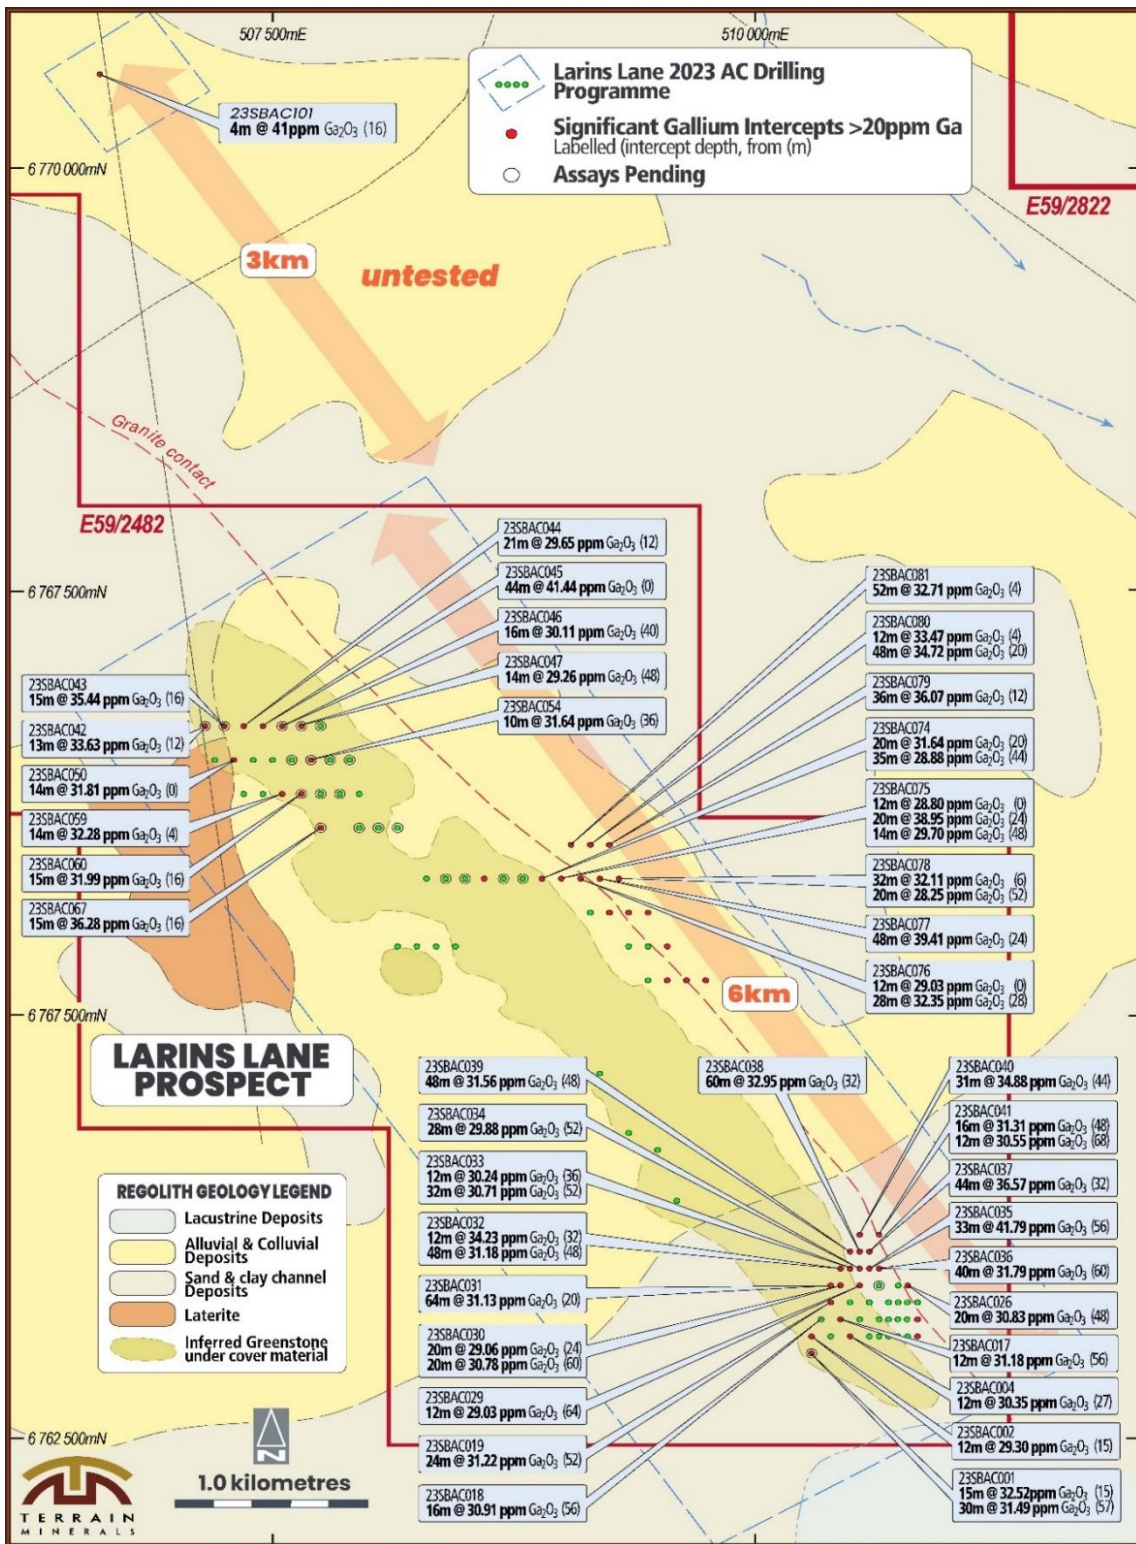 507 500mE
510 000mE
Larins Lane 2023 AC Drilling
Programme
Significant Gallium Intercepts >20ppm Ga
Labelled (intercept depth, from (m)
Assays Pending
23SBAC101
4m @ 41ppm Ga₂O₃ (16)
6 770 000mN
E59/2822
3km
untested
Granite contact
E59/2482
23SBAC044
21m @ 29.65 ppm Ga₂O₃ (12)
23SBAC045
44m @ 41.44 ppm Ga₂O₃ (0)
23SBAC046
16m @ 30.11 ppm Ga₂O₃ (40)
23SBAC047
14m @ 29.26 ppm Ga₂O₃ (48)
23SBAC054
10m @ 31.64 ppm Ga₂O₃ (36)
6 767 500mN
23SBAC081
52m @ 32.71 ppm Ga₂O₃ (4)
23SBAC080
12m @ 33.47 ppm Ga₂O₃ (4)
48m @ 34.72 ppm Ga₂O₃ (20)
23SBAC079
36m @ 36.07 ppm Ga₂O₃ (12)
23SBAC074
20m @ 31.64 ppm Ga₂O₃ (20)
35m @ 28.88 ppm Ga₂O₃ (44)
23SBAC075
12m @ 28.80 ppm Ga₂O₃ (0)
20m @ 38.95 ppm Ga₂O₃ (24)
14m @ 29.70 ppm Ga₂O₃ (48)
23SBAC078
32m @ 32.11 ppm Ga₂O₃ (6)
20m @ 28.25 ppm Ga₂O₃ (52)
23SBAC077
48m @ 39.41 ppm Ga₂O₃ (24)
23SBAC076
12m @ 29.03 ppm Ga₂O₃ (0)
28m @ 32.35 ppm Ga₂O₃ (28)
23SBAC043
15m @ 35.44 ppm Ga₂O₃ (16)
23SBAC042
13m @ 33.63 ppm Ga₂O₃ (12)
23SBAC050
14m @ 31.81 ppm Ga₂O₃ (0)
23SBAC059
14m @ 32.28 ppm Ga₂O₃ (4)
23SBAC060
15m @ 31.99 ppm Ga₂O₃ (16)
23SBAC067
15m @ 36.28 ppm Ga₂O₃ (16)
6km
6 767 500mN
LARINS LANE
PROSPECT
23SBAC039
48m @ 31.56 ppm Ga₂O₃ (48)
23SBAC034
28m @ 29.88 ppm Ga₂O₃ (52)
23SBAC033
12m @ 30.24 ppm Ga₂O₃ (36)
32m @ 30.71 ppm Ga₂O₃ (52)
23SBAC032
12m @ 34.23 ppm Ga₂O₃ (32)
48m @ 31.18 ppm Ga₂O₃ (48)
23SBAC031
64m @ 31.13 ppm Ga₂O₃ (20)
23SBAC030
20m @ 29.06 ppm Ga₂O₃ (24)
20m @ 30.78 ppm Ga₂O₃ (60)
23SBAC029
12m @ 29.03 ppm Ga₂O₃ (64)
23SBAC019
24m @ 31.22 ppm Ga₂O₃ (52)
23SBAC018
16m @ 30.91 ppm Ga₂O₃ (56)
23SBAC038
60m @ 32.95 ppm Ga₂O₃ (32)
23SBAC040
31m @ 34.88 ppm Ga₂O₃ (44)
23SBAC041
16m @ 31.31 ppm Ga₂O₃ (48)
12m @ 30.55 ppm Ga₂O₃ (68)
23SBAC037
44m @ 36.57 ppm Ga₂O₃ (32)
23SBAC035
33m @ 41.79 ppm Ga₂O₃ (56)
23SBAC036
40m @ 31.79 ppm Ga₂O₃ (60)
23SBAC026
20m @ 30.83 ppm Ga₂O₃ (48)
23SBAC017
12m @ 31.18 ppm Ga₂O₃ (56)
23SBAC004
12m @ 30.35 ppm Ga₂O₃ (27)
23SBAC002
12m @ 29.30 ppm Ga₂O₃ (15)
23SBAC001
15m @ 32.52ppm Ga₂O₃ (15)
30m @ 31.49 ppm Ga₂O₃ (57)
REGOLITH GEOLOGY LEGEND
Lacustrine Deposits
Alluvial & Colluvial
Deposits
Sand & clay channel
Deposits
Laterite
Inferred Greenstone
under cover material
6 762 500mN
N
1.0 kilometres
TERRAIN
MINERALS